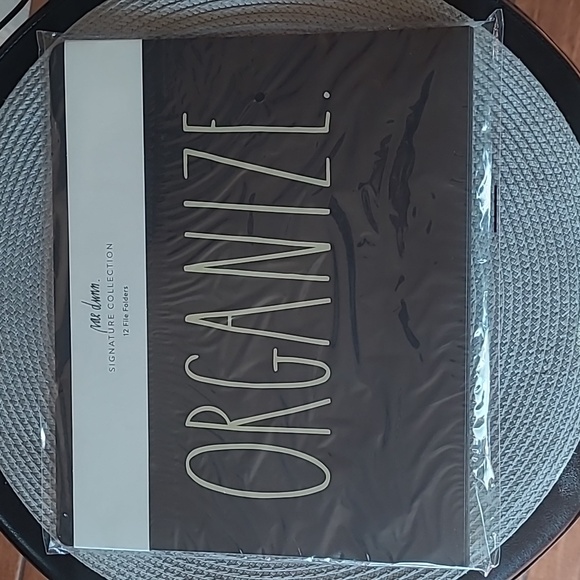 rae dunn.
SIGNATURE COLLECTION
12 File Folders
ORGANIZE.